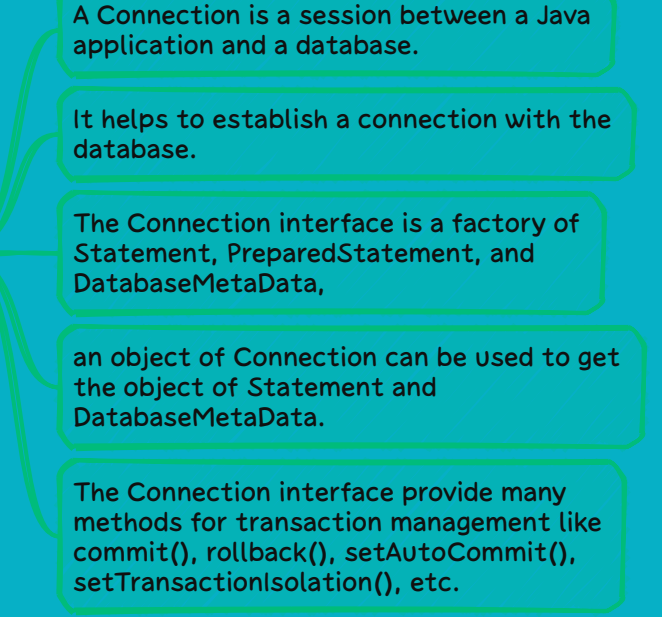 A Connection is a session between a Java
application and a database.
It helps to establish a connection with the
database.
The Connection interface is a factory of
Statement, PreparedStatement, and
DatabaseMetaData,
an object of Connection can be used to get
the object of Statement and
DatabaseMetaData.
The Connection interface provide many
methods for transaction management like
commit(), rollback(), setAutoCommit(),
setTransactionIsolation(), etc.